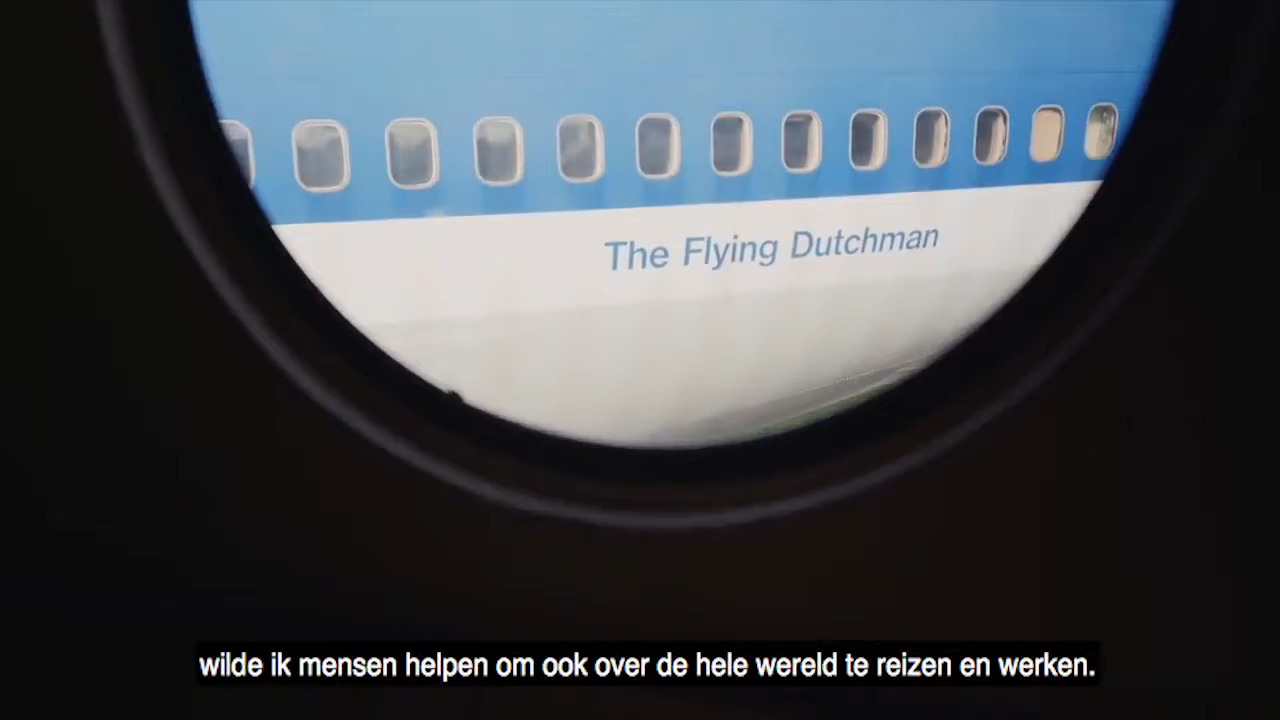 The Flying Dutchman
wilde ik mensen helpen om ook over de hele wereld te reizen en werken.